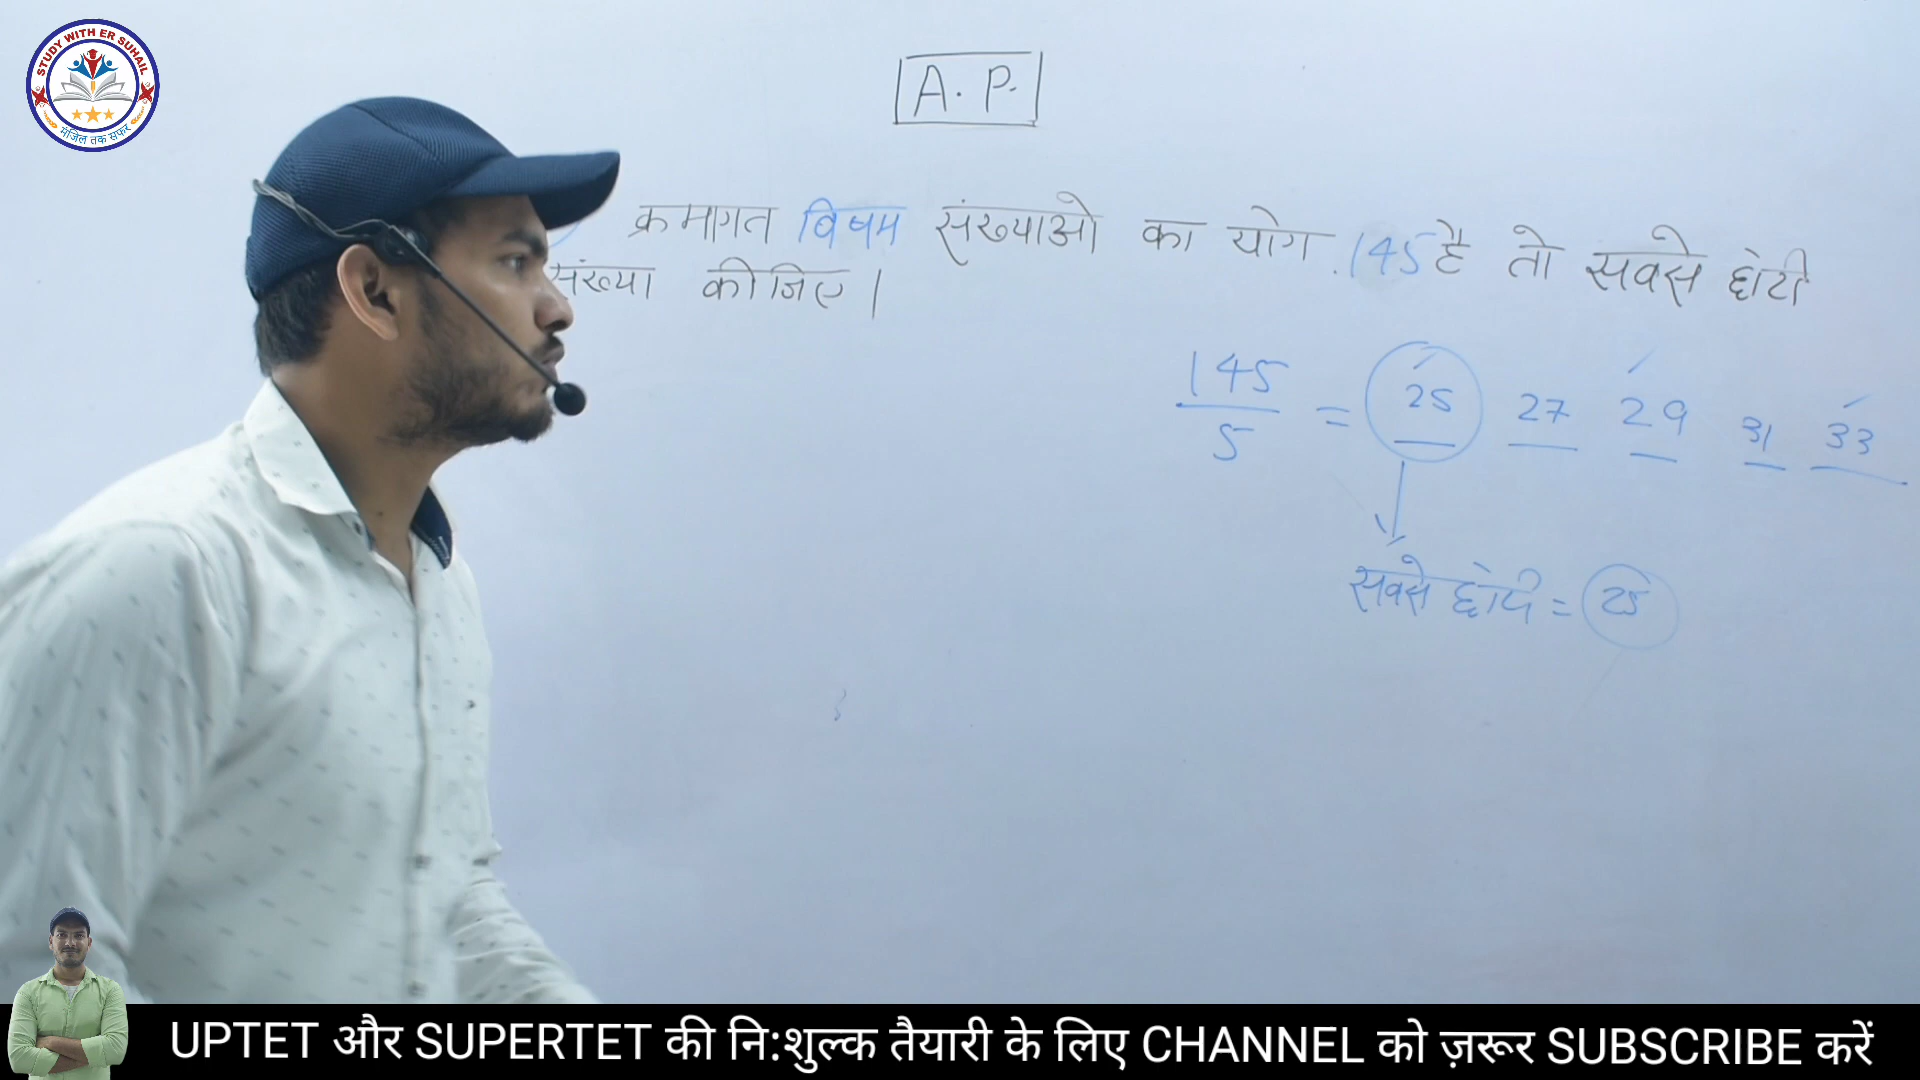 STUDY WITH ER SUHAIL
मंजिल तक सफर
A. P.
क्रमागत विषम संख्याओ का योग 145 है तो सबसे छोटी
संख्या कीजिए।
145
5
= 25 27 29 31 33
सबसे छोटी = 25
UPTET और SUPERTET की नि:शुल्क तैयारी के लिए CHANNEL को ज़रूर SUBSCRIBE करें